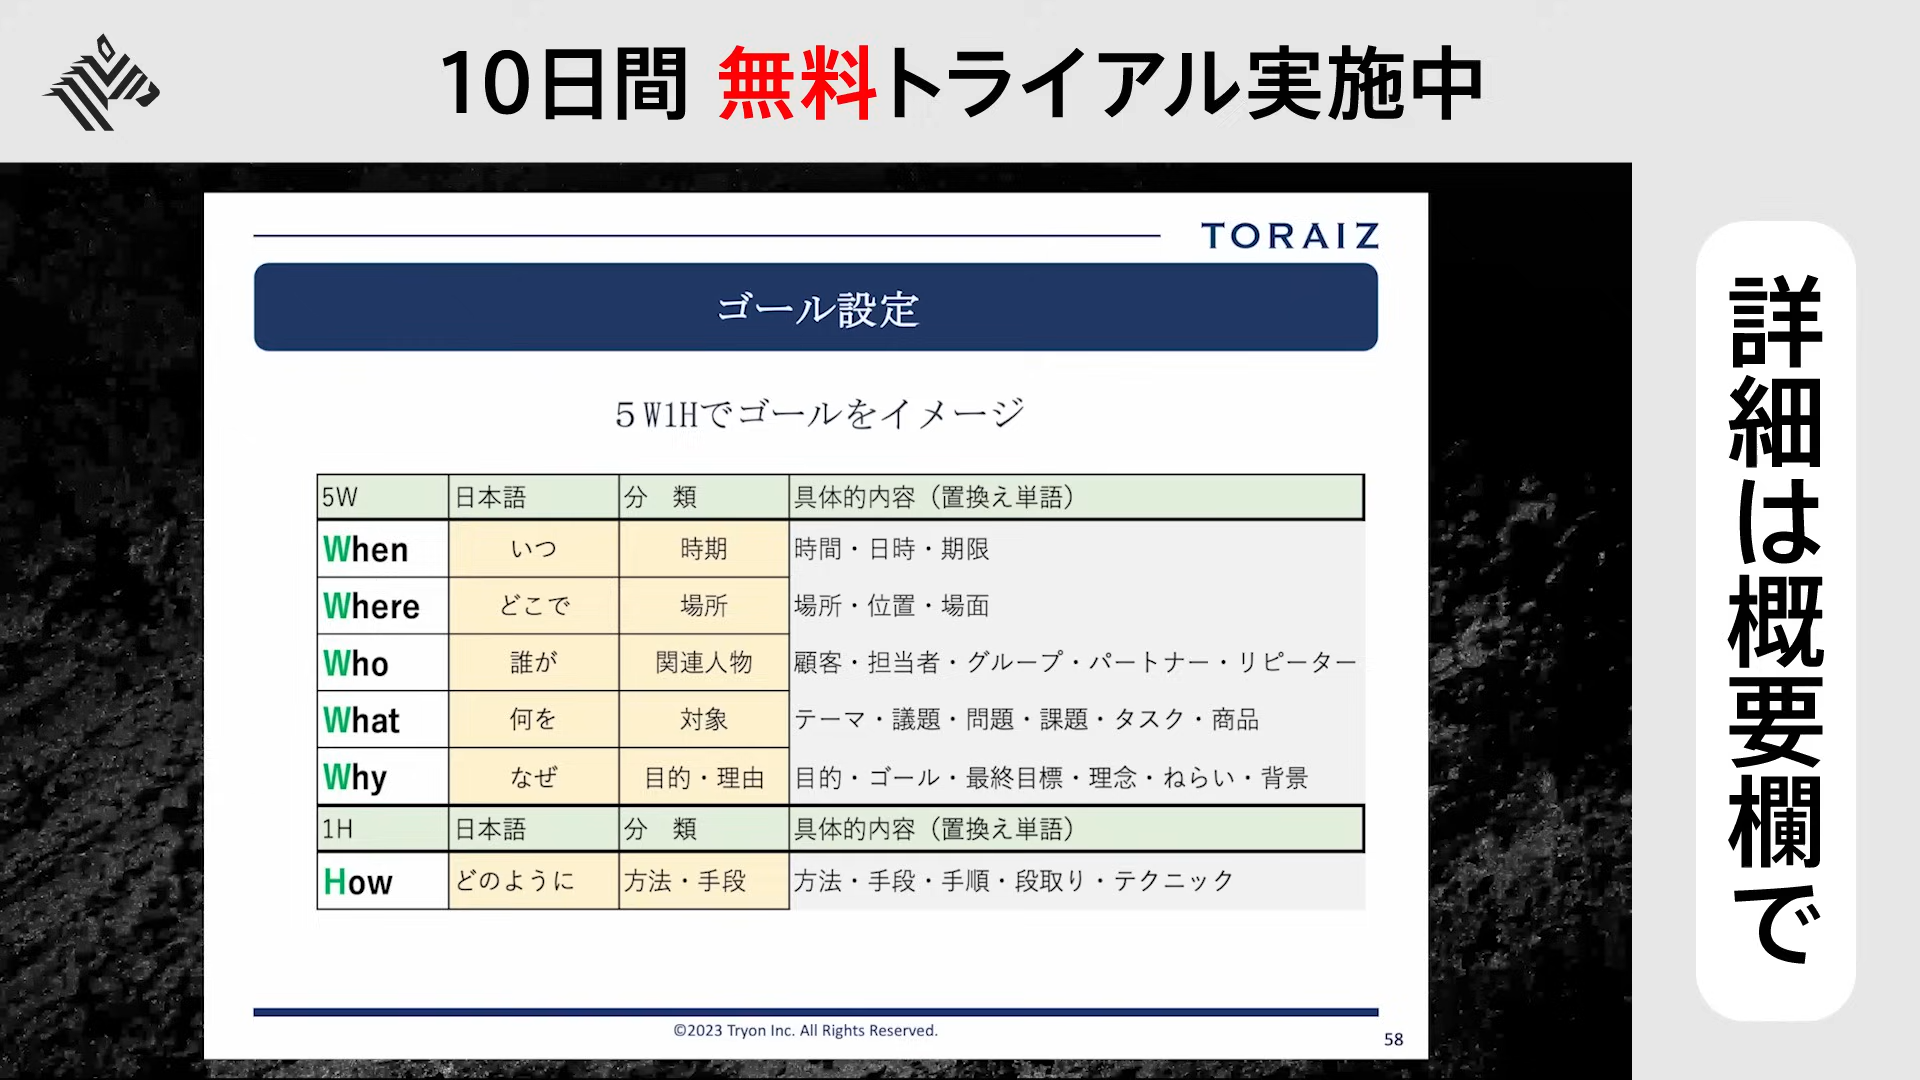 10日間 無料トライアル実施中
TORAIZ
ゴール設定
５W1Hでゴールをイメージ
5W 日本語 分　類 具体的内容（置換え単語）
When いつ 時期 時間・日時・期限
Where どこで 場所 場所・位置・場面
Who 誰が 関連人物 顧客・担当者・グループ・パートナー・リピーター
What 何を 対象 テーマ・議題・問題・課題・タスク・商品
Why なぜ 目的・理由 目的・ゴール・最終目標・理念・ねらい・背景
1H 日本語 分　類 具体的内容（置換え単語）
How どのように 方法・手段 方法・手段・手順・段取り・テクニック
©2023 Tryon Inc. All Rights Reserved.
58
詳細は概要欄で